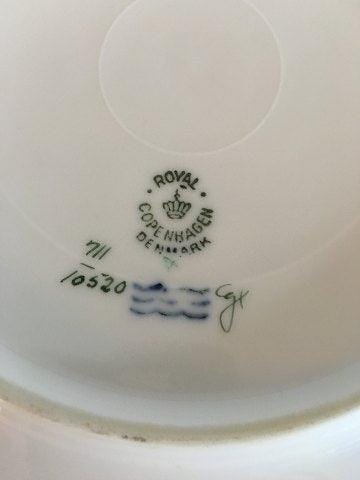 · ROYAL ·
COPENHAGEN
DENMARK
711
10520